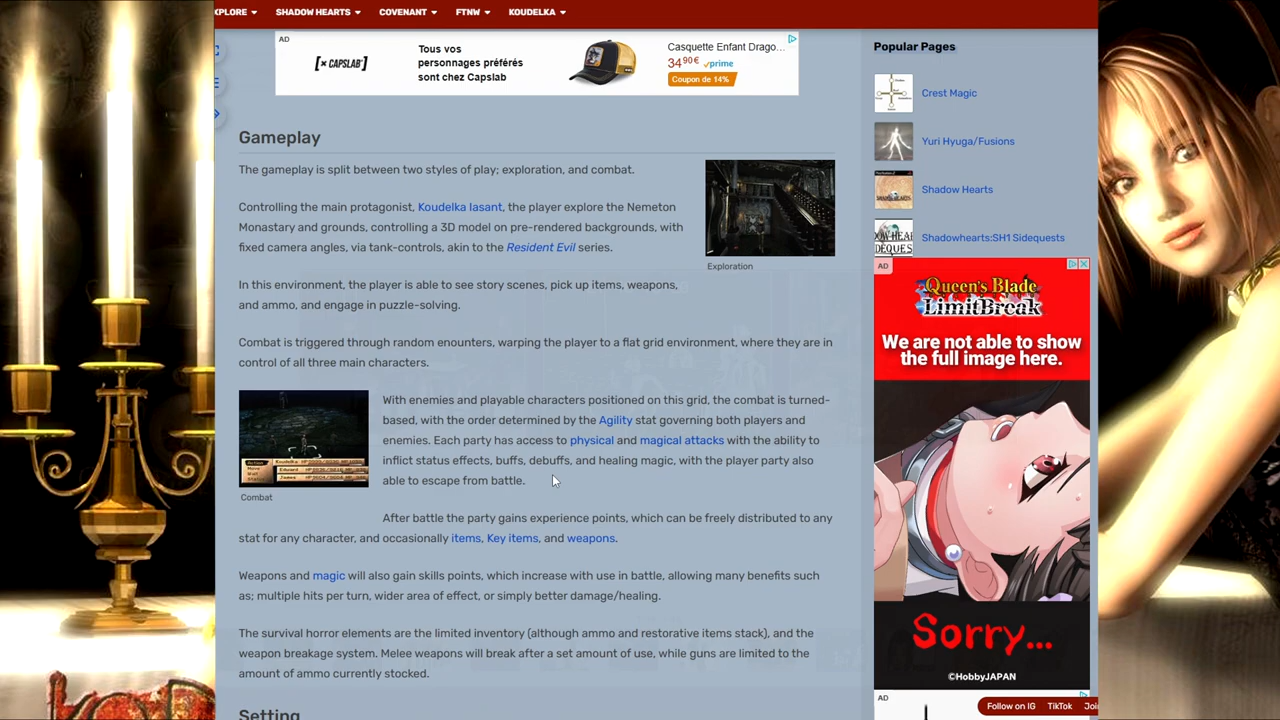 XPLORE
SHADOW HEARTS
COVENANT
FTNW
KOUDELKA
AD
[× CAPSLAB']
Tous vos
personnages préférés
sont chez Capslab
Casquette Enfant Drago...
34,90 € prime
Coupon de 14%
Popular Pages
Crest Magic
Yuri Hyuga/Fusions
Shadow Hearts
Shadowhearts:SH1 Sidequests
Gameplay
The gameplay is split between two styles of play; exploration, and combat.
Controlling the main protagonist, Koudelka Iasant, the player explore the Nemeton
Monastary and grounds, controlling a 3D model on pre-rendered backgrounds, with
fixed camera angles, via tank-controls, akin to the Resident Evil series.
Exploration
In this environment, the player is able to see story scenes, pick up items, weapons,
and ammo, and engage in puzzle-solving.
Combat is triggered through random enounters, warping the player to a flat grid environment, where they are in
control of all three main characters.
With enemies and playable characters positioned on this grid, the combat is turned-
based, with the order determined by the Agility stat governing both players and
enemies. Each party has access to physical and magical attacks with the ability to
inflict status effects, buffs, debuffs, and healing magic, with the player party also
able to escape from battle.
Combat
After battle the party gains experience points, which can be freely distributed to any
stat for any character, and occasionally items, Key items, and weapons.
Weapons and magic will also gain skills points, which increase with use in battle, allowing many benefits such
as; multiple hits per turn, wider area of effect, or simply better damage/healing.
The survival horror elements are the limited inventory (although ammo and restorative items stack), and the
weapon breakage system. Melee weapons will break after a set amount of use, while guns are limited to the
amount of ammo currently stocked.
Setting
AD
Queen's Blade
LimitBreak
We are not able to show
the full image here.
Sorry...
©HobbyJAPAN
AD
Follow on IG
TikTok
Joi